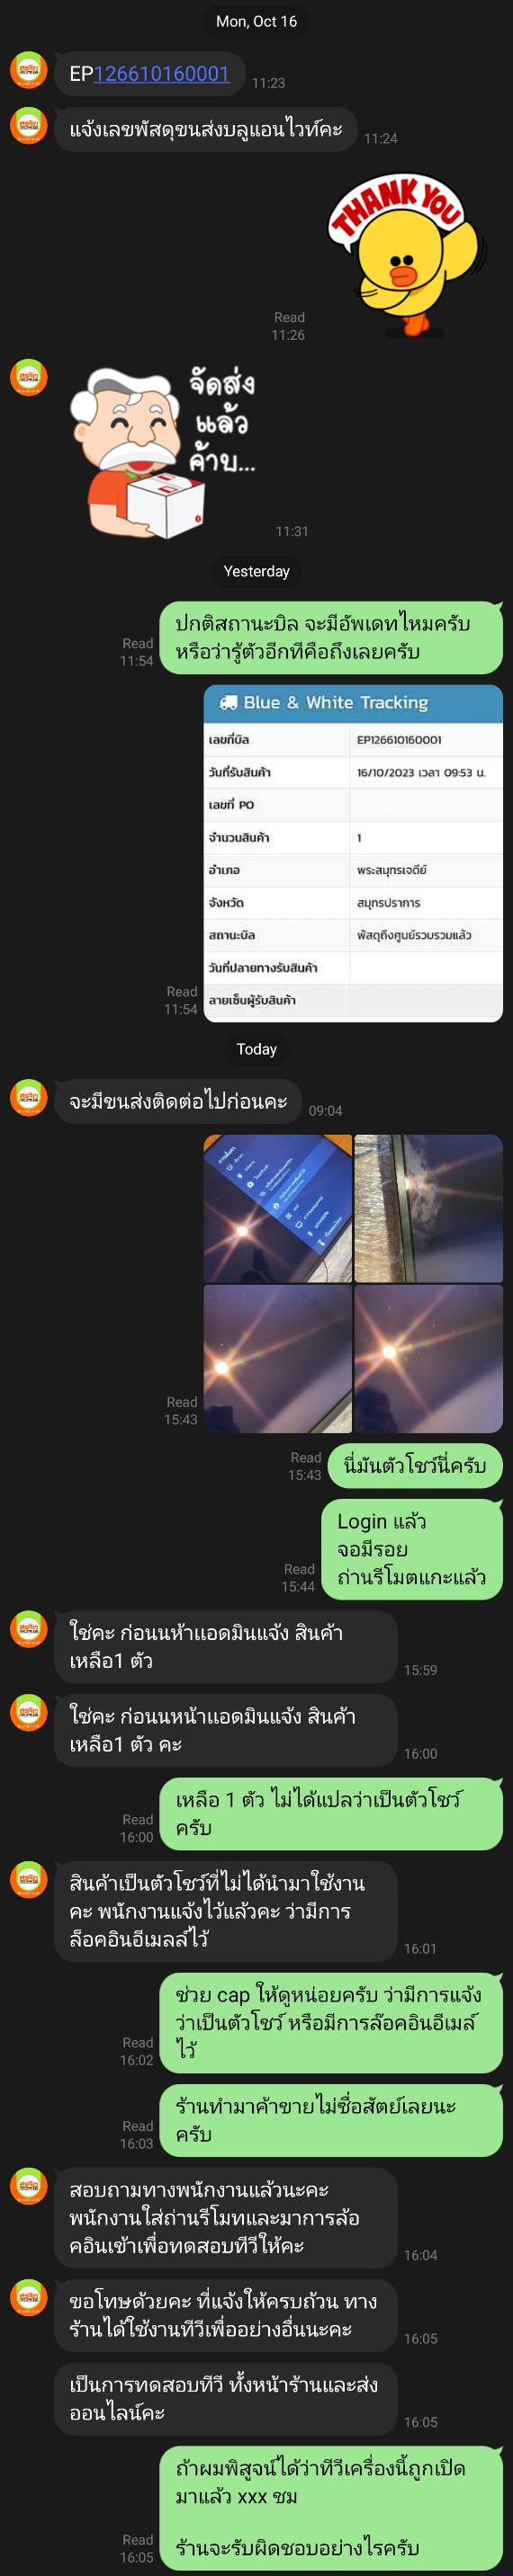 Mon, Oct 16
EP126610160001
11:23
แจ้งเลขพัสดุขนส่งบลูแอนไวท์คะ
11:24
THANK YOU
Read
11:26
จัดส่ง
แล้ว
ค้าบ...
11:31
Yesterday
ปกติสถานะบิล จะมีอัพเดทไหมครับ
หรือว่ารู้ตัวอีกทีคือถึงเลยครับ
Read
11:54
Blue & White Tracking
เลขที่บิล EP126610160001
วันที่รับสินค้า 16/10/2023 เวลา 09:53 น.
เลขที่ PO
จำนวนสินค้า 1
อำเภอ พระสมุทรเจดีย์
จังหวัด สมุทรปราการ
สถานะบิล พัสดุถึงศูนย์รวบรวมแล้ว
วันที่ปลายทางรับสินค้า
ลายเซ็นผู้รับสินค้า
Read
11:54
Today
จะมีขนส่งติดต่อไปก่อนคะ
09:04
Read
15:43
นี่มันตัวโชว์นี่ครับ
Read
15:43
Login แล้ว
จอมีรอย
ถ่านรีโมตแกะแล้ว
Read
15:44
ใช่คะ ก่อนนห้าแอดมินแจ้ง สินค้า
เหลือ1 ตัว
15:59
ใช่คะ ก่อนนหน้าแอดมินแจ้ง สินค้า
เหลือ1 ตัว คะ
16:00
เหลือ 1 ตัว ไม่ได้แปลว่าเป็นตัวโชว์
ครับ
Read
16:00
สินค้าเป็นตัวโชว์ที่ไม่ได้นำมาใช้งาน
คะ พนักงานแจ้งไว้แล้วคะ ว่ามีการ
ล็อคอินอีเมลล์ไว้
16:01
ช่วย cap ให้ดูหน่อยครับ ว่ามีการแจ้ง
ว่าเป็นตัวโชว์ หรือมีการล๊อคอินอีเมล์
ไว้
Read
16:02
ร้านทำมาค้าขายไม่ซื่อสัตย์เลยนะ
ครับ
Read
16:03
สอบถามทางพนักงานแล้วนะคะ
พนักงานใส่ถ่านรีโมทและมาการล้อ
คอินเข้าเพื่อทดสอบทีวีให้คะ
16:04
ขอโทษด้วยคะ ที่แจ้งให้ครบถ้วน ทาง
ร้านได้ใช้งานทีวีเพื่ออย่างอื่นนะคะ
16:05
เป็นการทดสอบทีวี ทั้งหน้าร้านและส่ง
ออนไลน์คะ
16:05
ถ้าผมพิสูจน์ได้ว่าทีวีเครื่องนี้ถูกเปิด
มาแล้ว xxx ชม
ร้านจะรับผิดชอบอย่างไรครับ
Read
16:05